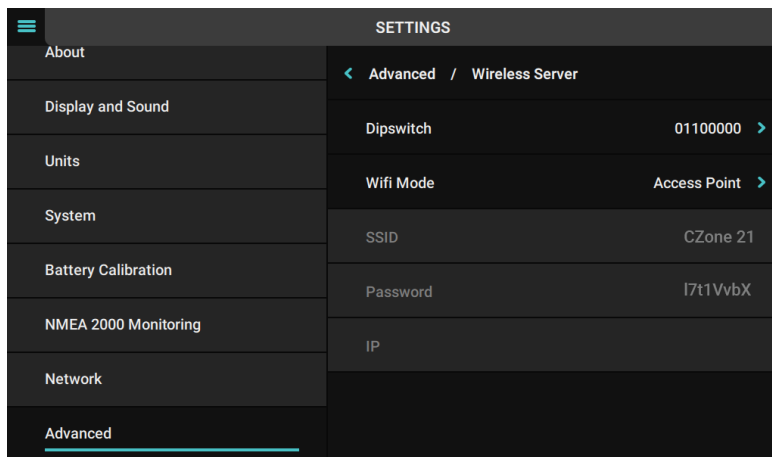 SETTINGS
About
Display and Sound
Units
System
Battery Calibration
NMEA 2000 Monitoring
Network
Advanced
Advanced / Wireless Server
Dipswitch 01100000
Wifi Mode Access Point
SSID CZone 21
Password l7t1VvbX
IP